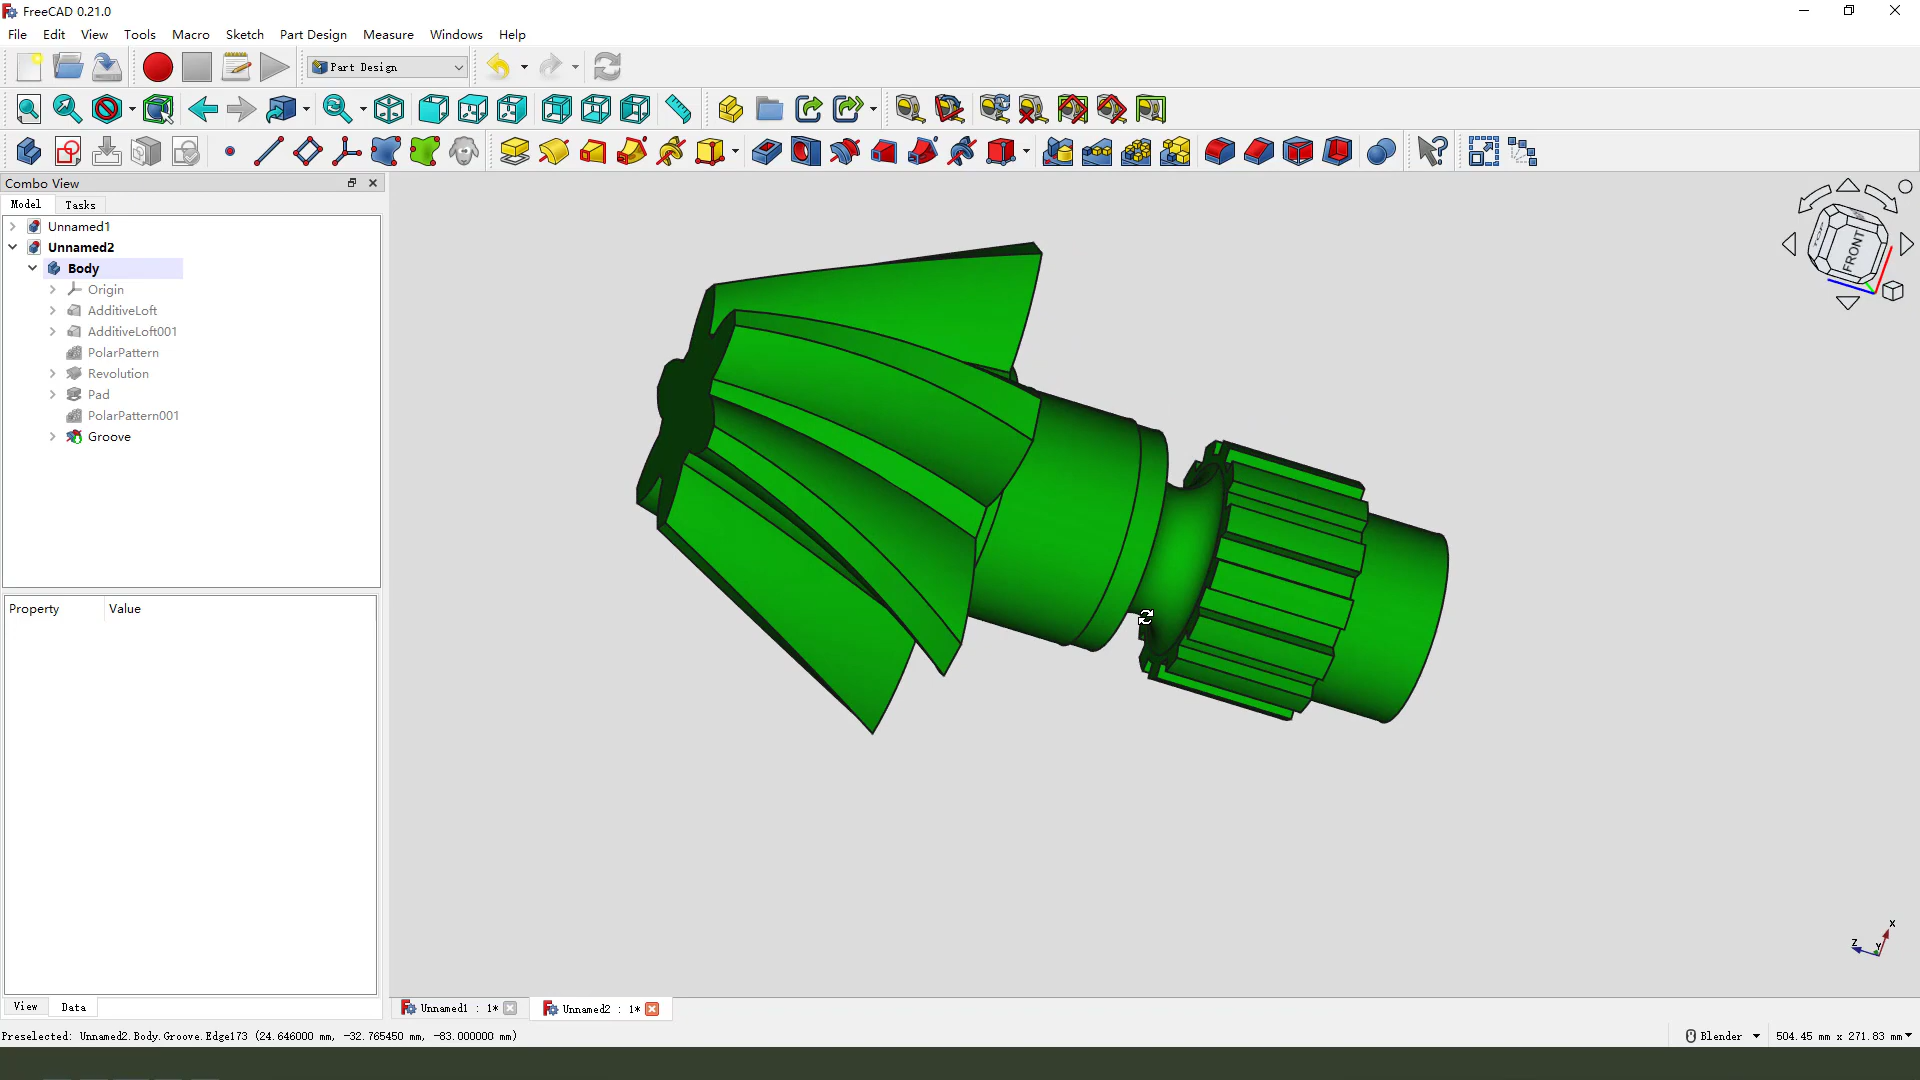 FreeCAD 0.21.0
File Edit View Tools Macro Sketch Part Design Measure Windows Help
Part Design
Combo View
Model Tasks
Unnamed1
Unnamed2
Body
Origin
AdditiveLoft
AdditiveLoft001
PolarPattern
Revolution
Pad
PolarPattern001
Groove
TOP FRONT
Property Value
X
Z Y
View Data
Unnamed1 : 1* Unnamed2 : 1*
Preselected: Unnamed2.Body.Groove.Edge173 (24.646000 mm, -32.765450 mm, -83.000000 mm) Blender 504.45 mm x 271.83 mm